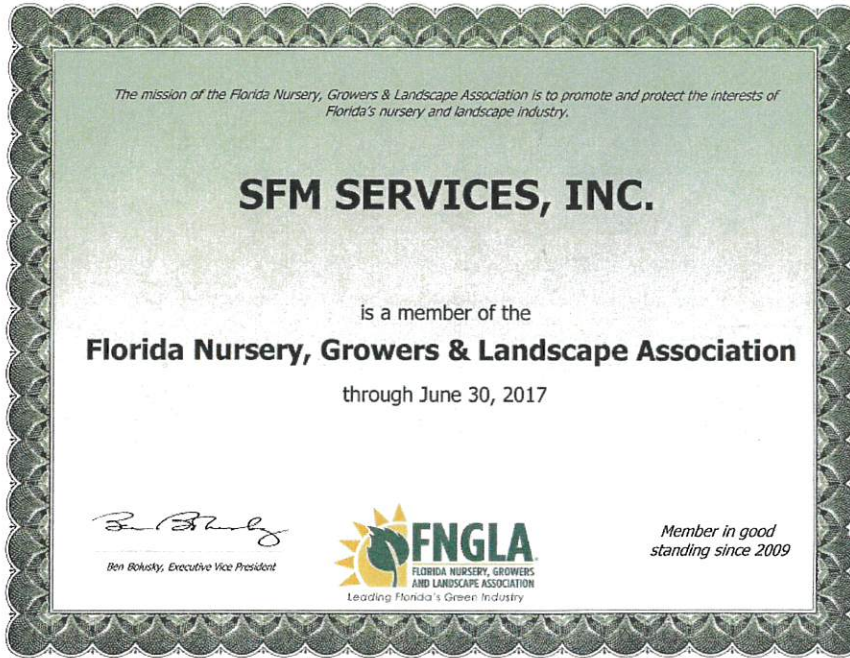 The mission of the Florida Nursery, Growers & Landscape Association is to promote and protect the interests of
Florida's nursery and landscape industry.
SFM SERVICES, INC.
is a member of the
Florida Nursery, Growers & Landscape Association
through June 30, 2017
Ben Bolusky, Executive Vice President
FNGLA
FLORIDA NURSERY, GROWERS
AND LANDSCAPE ASSOCIATION
Leading Florida's Green Industry
Member in good
standing since 2009